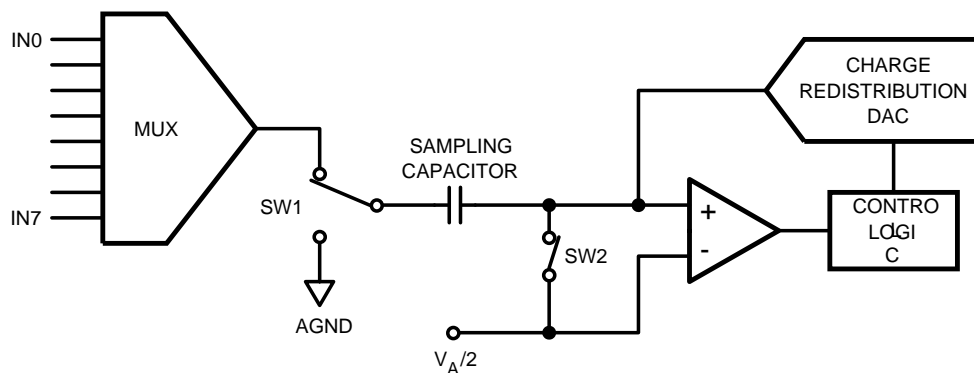 IN0
MUX
IN7
SW1
AGND
SAMPLING
CAPACITOR
SW2
V_A/2
+
-
CHARGE
REDISTRIBUTION
DAC
CONTRO
L
LOGI
C